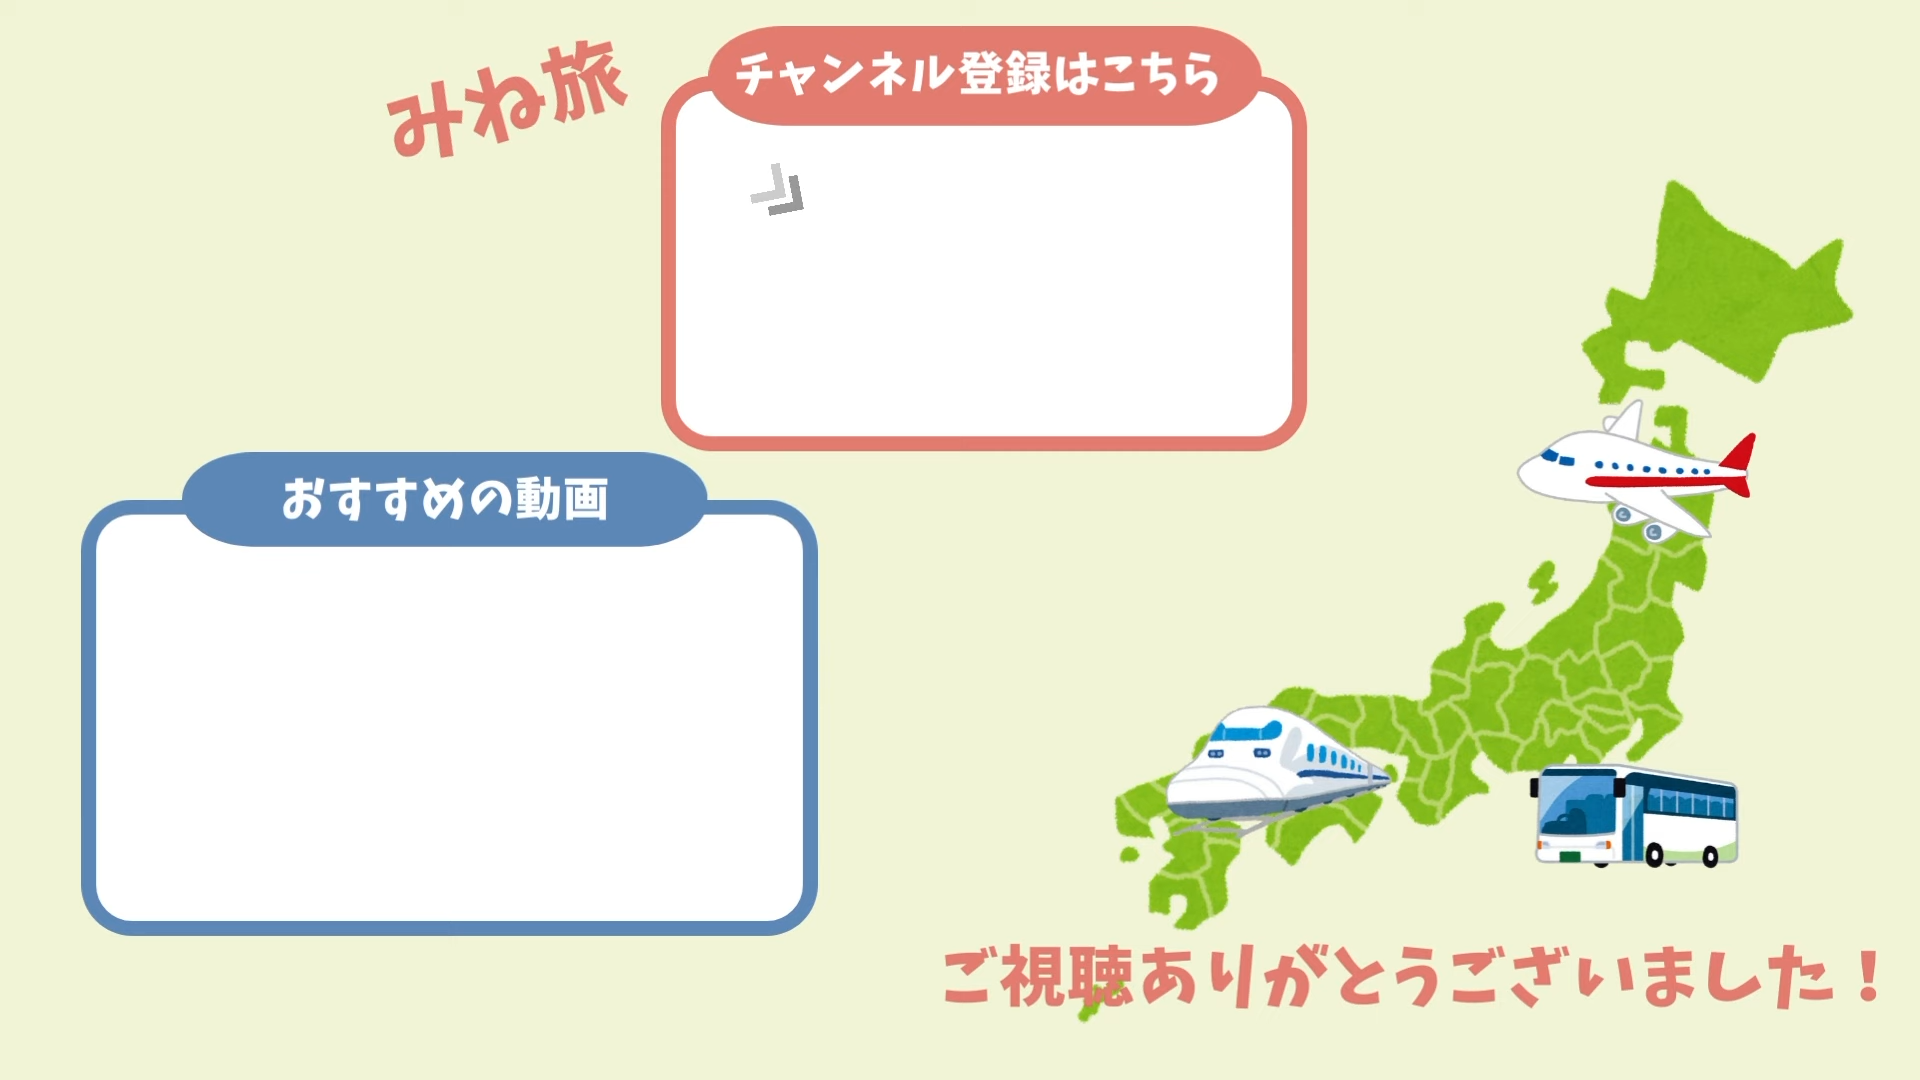 みね旅
チャンネル登録はこちら
おすすめの動画
ご視聴ありがとうございました！